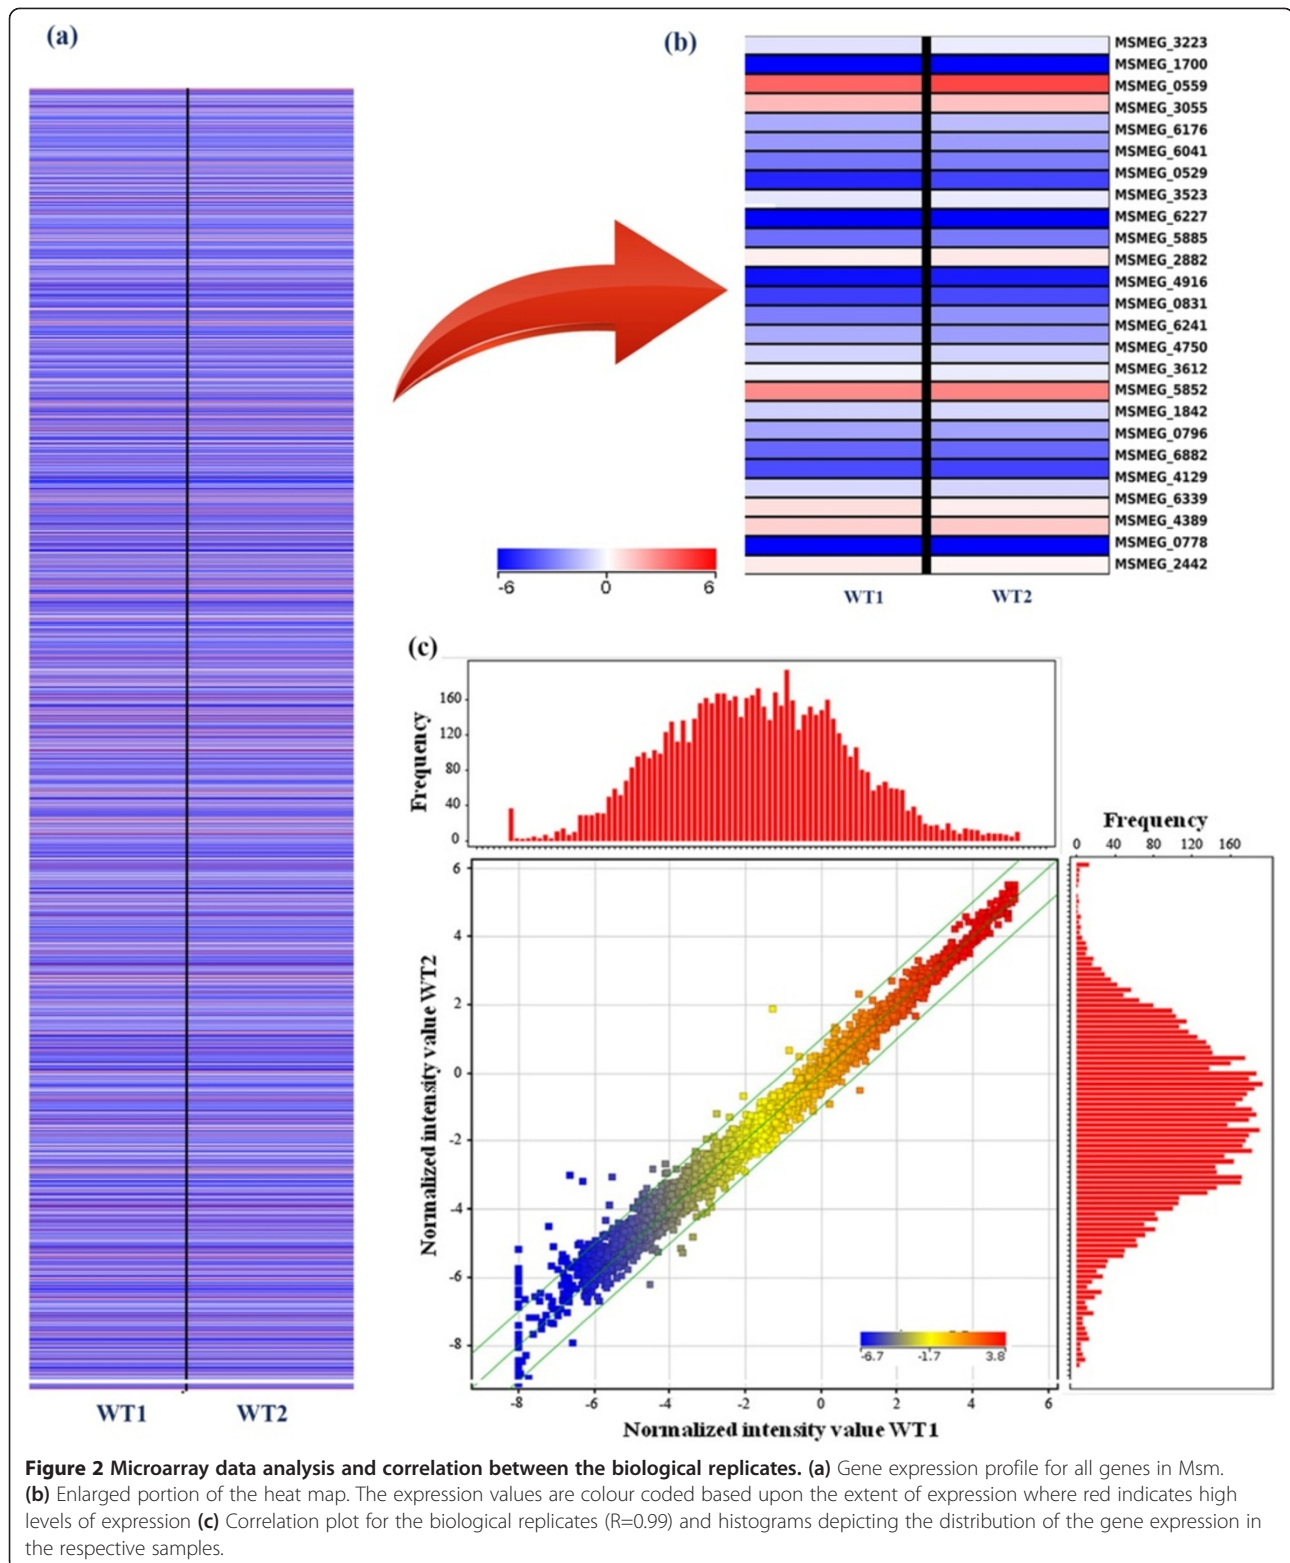 (a)
WT1
WT2
(b)
MSMEG_3223
MSMEG_1700
MSMEG_0559
MSMEG_3055
MSMEG_6176
MSMEG_6041
MSMEG_0529
MSMEG_3523
MSMEG_6227
MSMEG_5885
MSMEG_2882
MSMEG_4916
MSMEG_0831
MSMEG_6241
MSMEG_4750
MSMEG_3612
MSMEG_5852
MSMEG_1842
MSMEG_0796
MSMEG_6882
MSMEG_4129
MSMEG_6339
MSMEG_4389
MSMEG_0778
MSMEG_2442
WT1
WT2
-6 0 6
(c)
Frequency
160
120
80
40
0
Frequency
0 40 80 120 160
Normalized intensity value WT2
6
4
2
0
-2
-4
-6
-8
-6.7 -1.7 3.8
-8 -6 -4 -2 0 2 4 6
Normalized intensity value WT1
Figure 2 Microarray data analysis and correlation between the biological replicates. (a) Gene expression profile for all genes in Msm.
(b) Enlarged portion of the heat map. The expression values are colour coded based upon the extent of expression where red indicates high
levels of expression (c) Correlation plot for the biological replicates (R=0.99) and histograms depicting the distribution of the gene expression in
the respective samples.